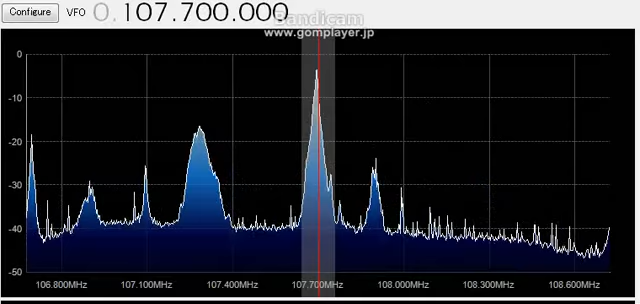 Configure VFO 0.107.700.000
Bandicam
www.gomplayer.jp
0
-10
-20
-30
-40
-50
106.800MHz 107.100MHz 107.400MHz 107.700MHz 108.000MHz 108.300MHz 108.600MHz